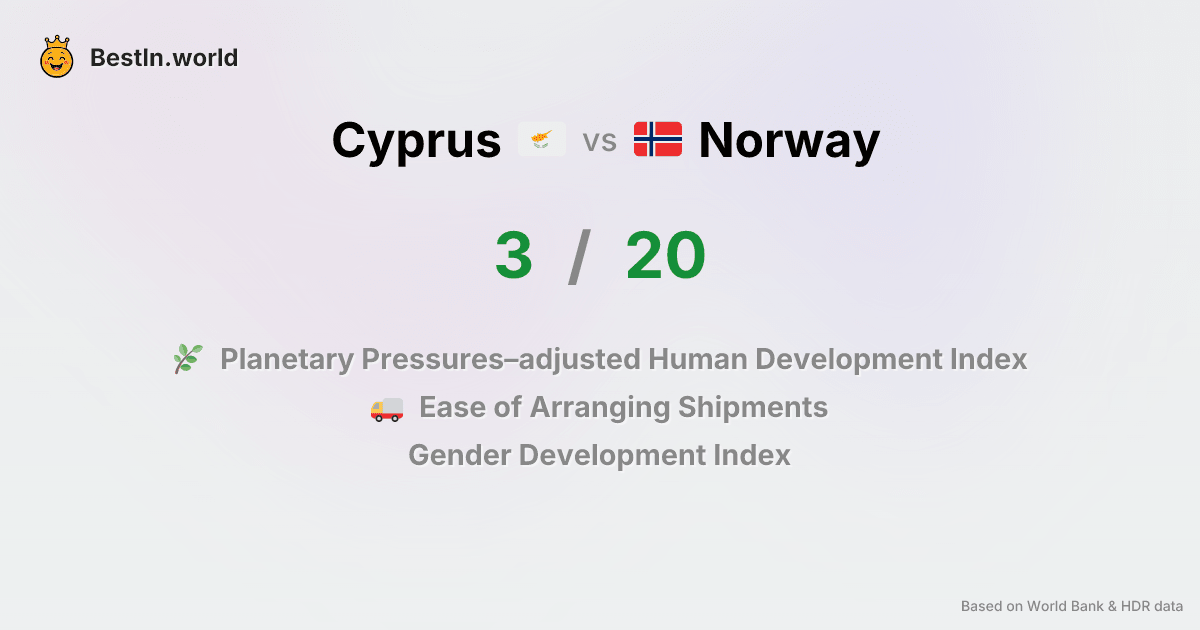 BestIn.world
Cyprus vs Norway
3 / 20
Planetary Pressures–adjusted Human Development Index
Ease of Arranging Shipments
Gender Development Index
Based on World Bank & HDR data